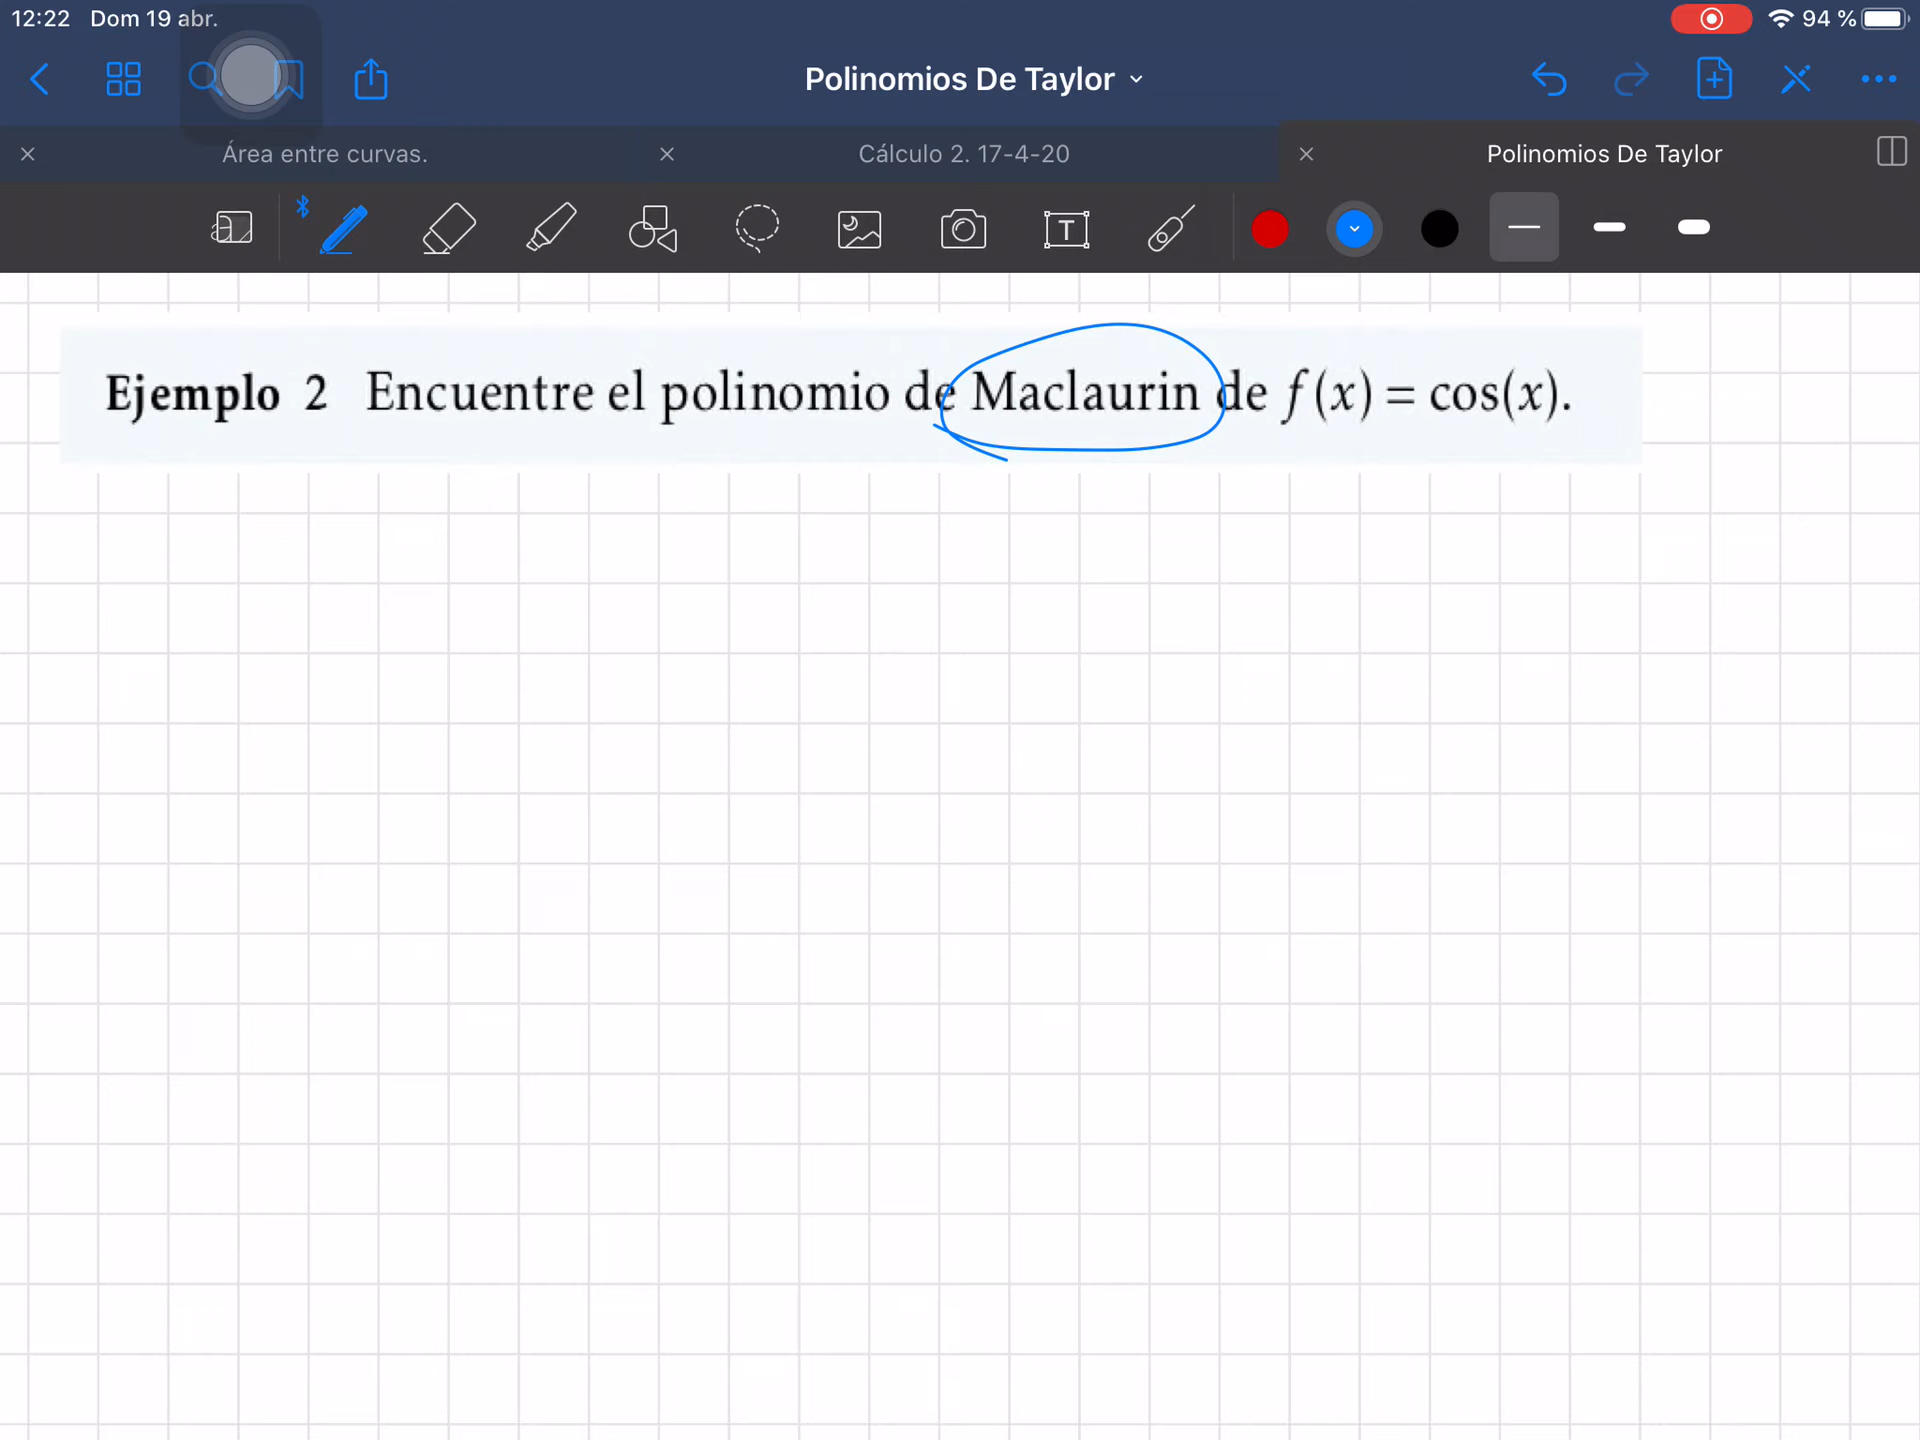 12:22 Dom 19 abr. 94 %
Polinomios De Taylor
Área entre curvas. Cálculo 2. 17-4-20 Polinomios De Taylor
T
Ejemplo 2 Encuentre el polinomio de Maclaurin de f(x) = cos(x).